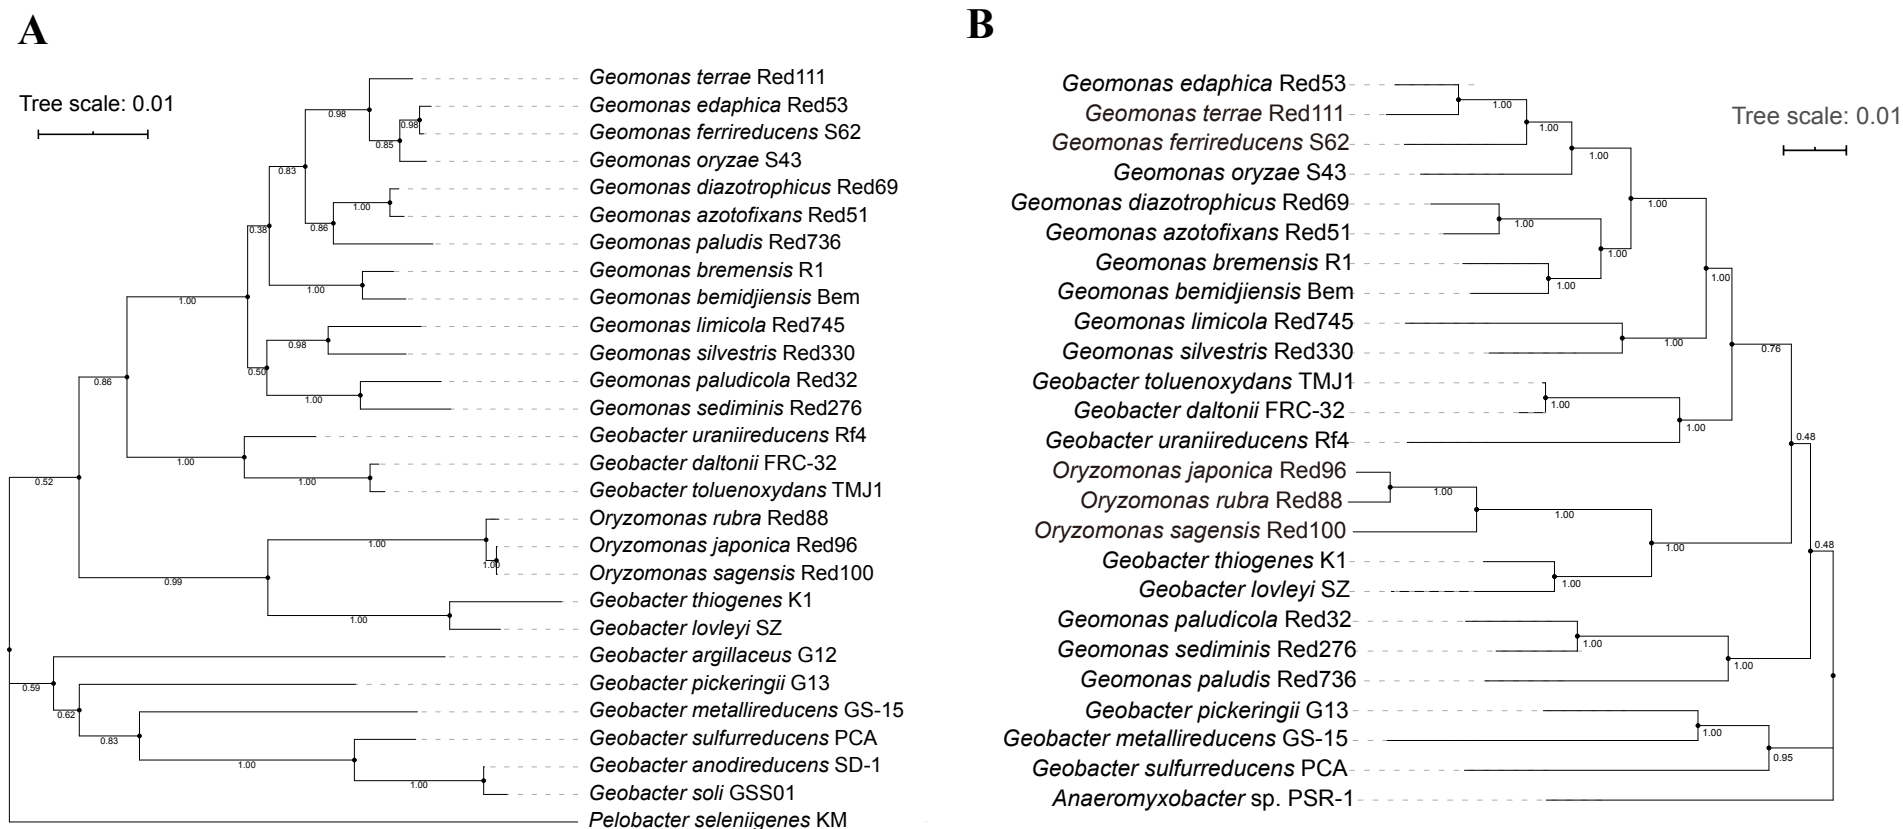 A
Tree scale: 0.01
Geomonas terrae Red111
0.98
Geomonas edaphica Red53
0.98
Geomonas ferrireducens S62
0.85
Geomonas oryzae S43
0.83
Geomonas diazotrophicus Red69
1.00
Geomonas azotofixans Red51
0.86
0.38
Geomonas paludis Red736
Geomonas bremensis R1
1.00
Geomonas bemidjiensis Bem
1.00
Geomonas limicola Red745
0.98
Geomonas silvestris Red330
0.50
Geomonas paludicola Red32
0.86
1.00
Geomonas sediminis Red276
Geobacter uraniireducens Rf4
1.00
Geobacter daltonii FRC-32
1.00
0.52
Geobacter toluenoxydans TMJ1
Oryzomonas rubra Red88
1.00
Oryzomonas japonica Red96
1.00
Oryzomonas sagensis Red100
0.99
Geobacter thiogenes K1
1.00
Geobacter lovleyi SZ
Geobacter argillaceus G12
0.59
Geobacter pickeringii G13
0.62
Geobacter metallireducens GS-15
0.83
Geobacter sulfurreducens PCA
1.00
Geobacter anodireducens SD-1
1.00
Geobacter soli GSS01
Pelobacter seleniigenes KM
B
Tree scale: 0.01
Geomonas edaphica Red53
1.00
Geomonas terrae Red111
1.00
Geomonas ferrireducens S62
1.00
Geomonas oryzae S43
1.00
Geomonas diazotrophicus Red69
1.00
Geomonas azotofixans Red51
1.00
Geomonas bremensis R1
1.00
1.00
Geomonas bemidjiensis Bem
Geomonas limicola Red745
1.00
0.76
Geomonas silvestris Red330
Geobacter toluenoxydans TMJ1
1.00
Geobacter daltonii FRC-32
1.00
0.48
Geobacter uraniireducens Rf4
Oryzomonas japonica Red96
1.00
Oryzomonas rubra Red88
1.00
Oryzomonas sagensis Red100
1.00
0.48
Geobacter thiogenes K1
1.00
Geobacter lovleyi SZ
Geomonas paludicola Red32
1.00
Geomonas sediminis Red276
1.00
Geomonas paludis Red736
Geobacter pickeringii G13
1.00
Geobacter metallireducens GS-15
0.95
Geobacter sulfurreducens PCA
Anaeromyxobacter sp. PSR-1